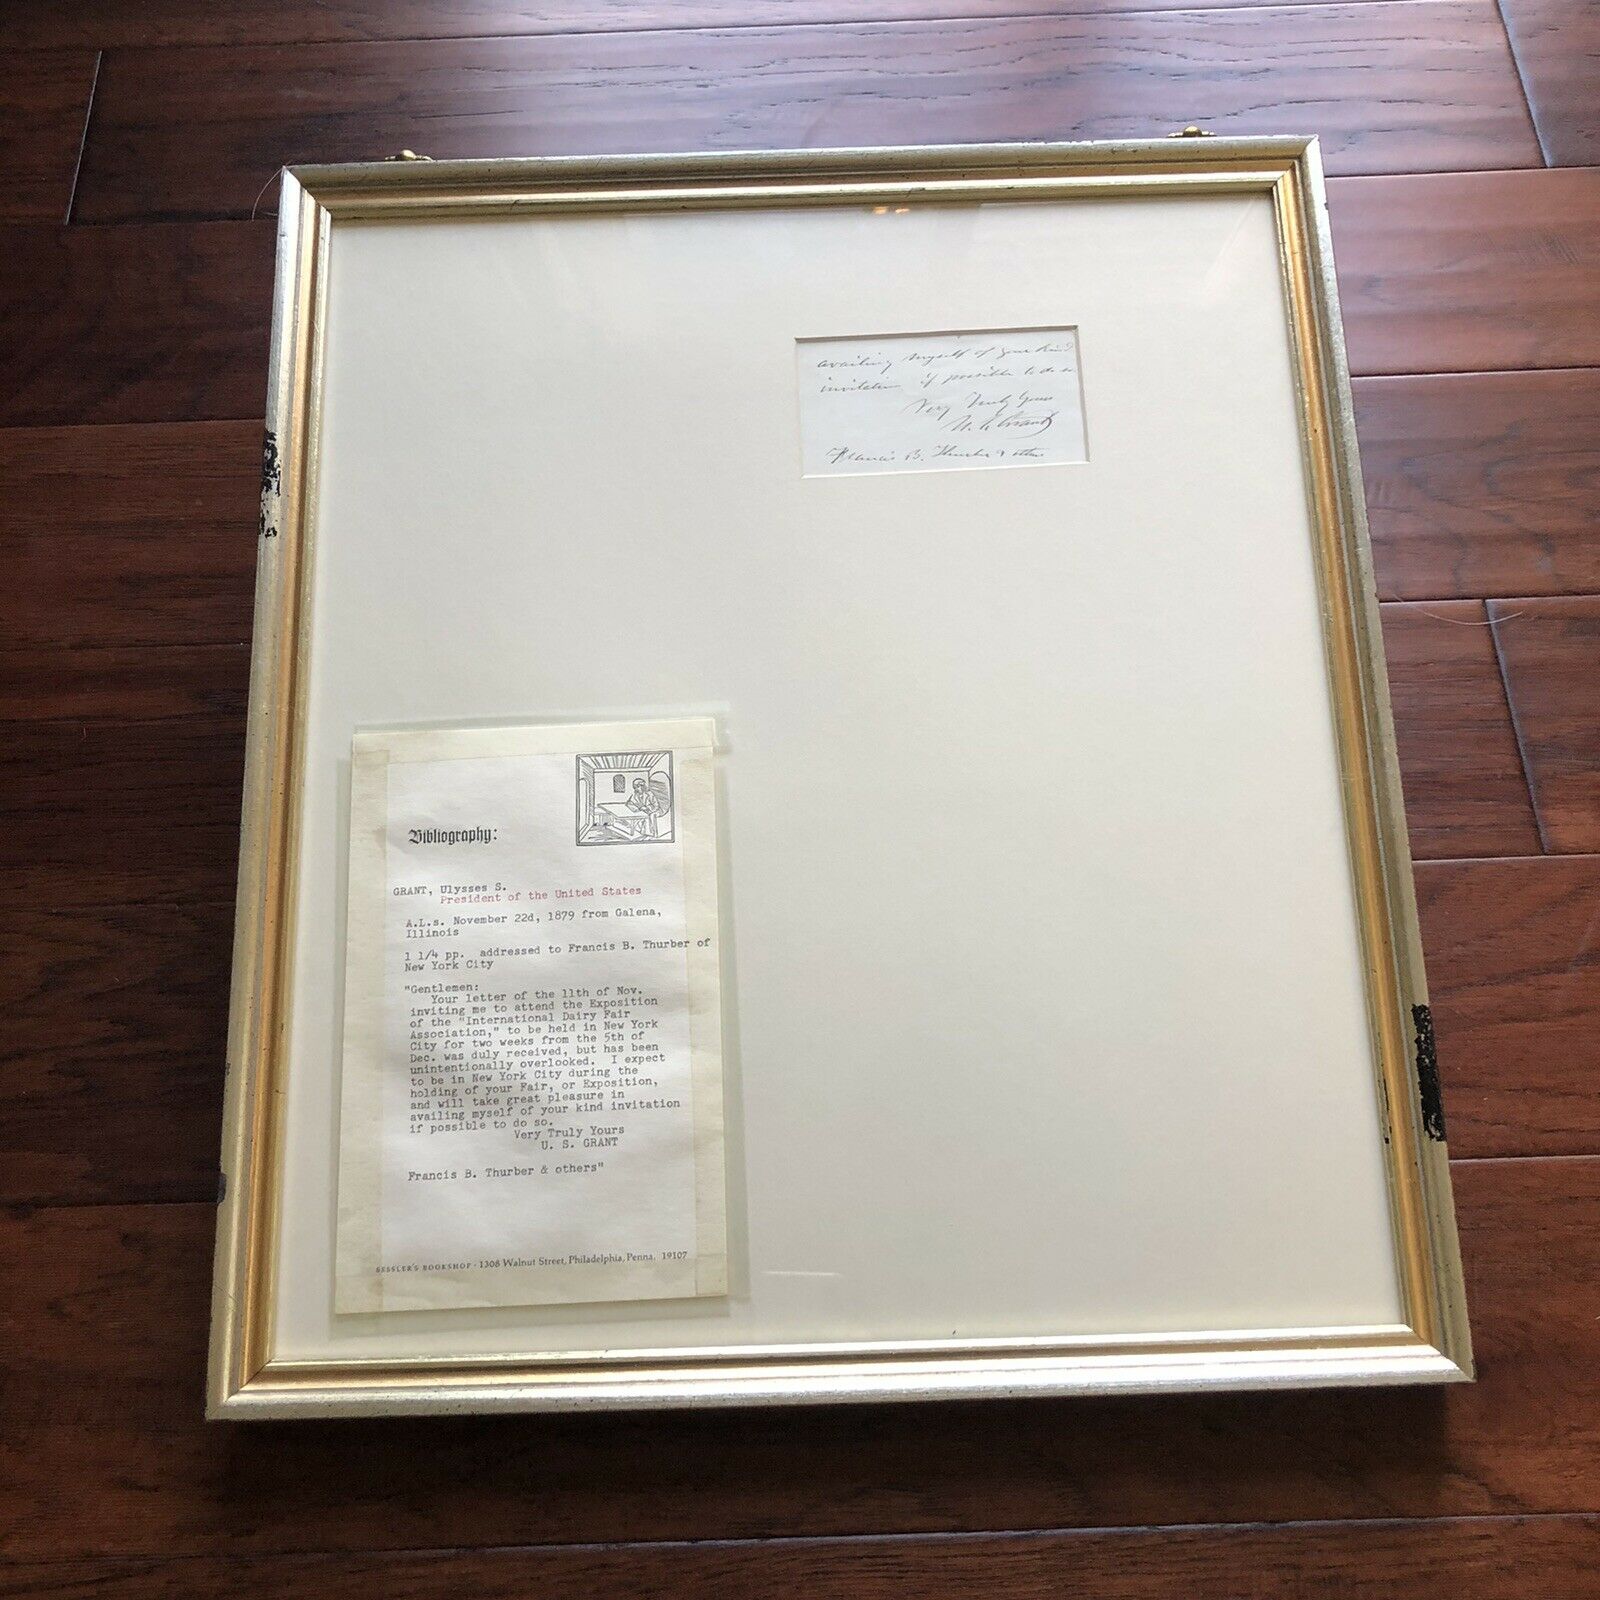 availing myself of your kind
invitation if possible to do so
Very Truly Yours
U. S. Grant
Francis B. Thurber & others
Bibliography:
GRANT, Ulysses S.
President of the United States
A.L.s. November 22d, 1879 from Galena,
Illinois
1 1/4 pp. addressed to Francis B. Thurber of
New York City
"Gentlemen:
Your letter of the 11th of Nov.
inviting me to attend the Exposition
of the "International Dairy Fair
Association," to be held in New York
City for two weeks from the 5th of
Dec. was duly received, but has been
unintentionally overlooked. I expect
to be in New York City during the
holding of your Fair, or Exposition,
and will take great pleasure in
availing myself of your kind invitation
if possible to do so.
Very Truly Yours
U. S. GRANT
Francis B. Thurber & others"
SESSLER'S BOOKSHOP · 1308 Walnut Street, Philadelphia, Penna. 19107